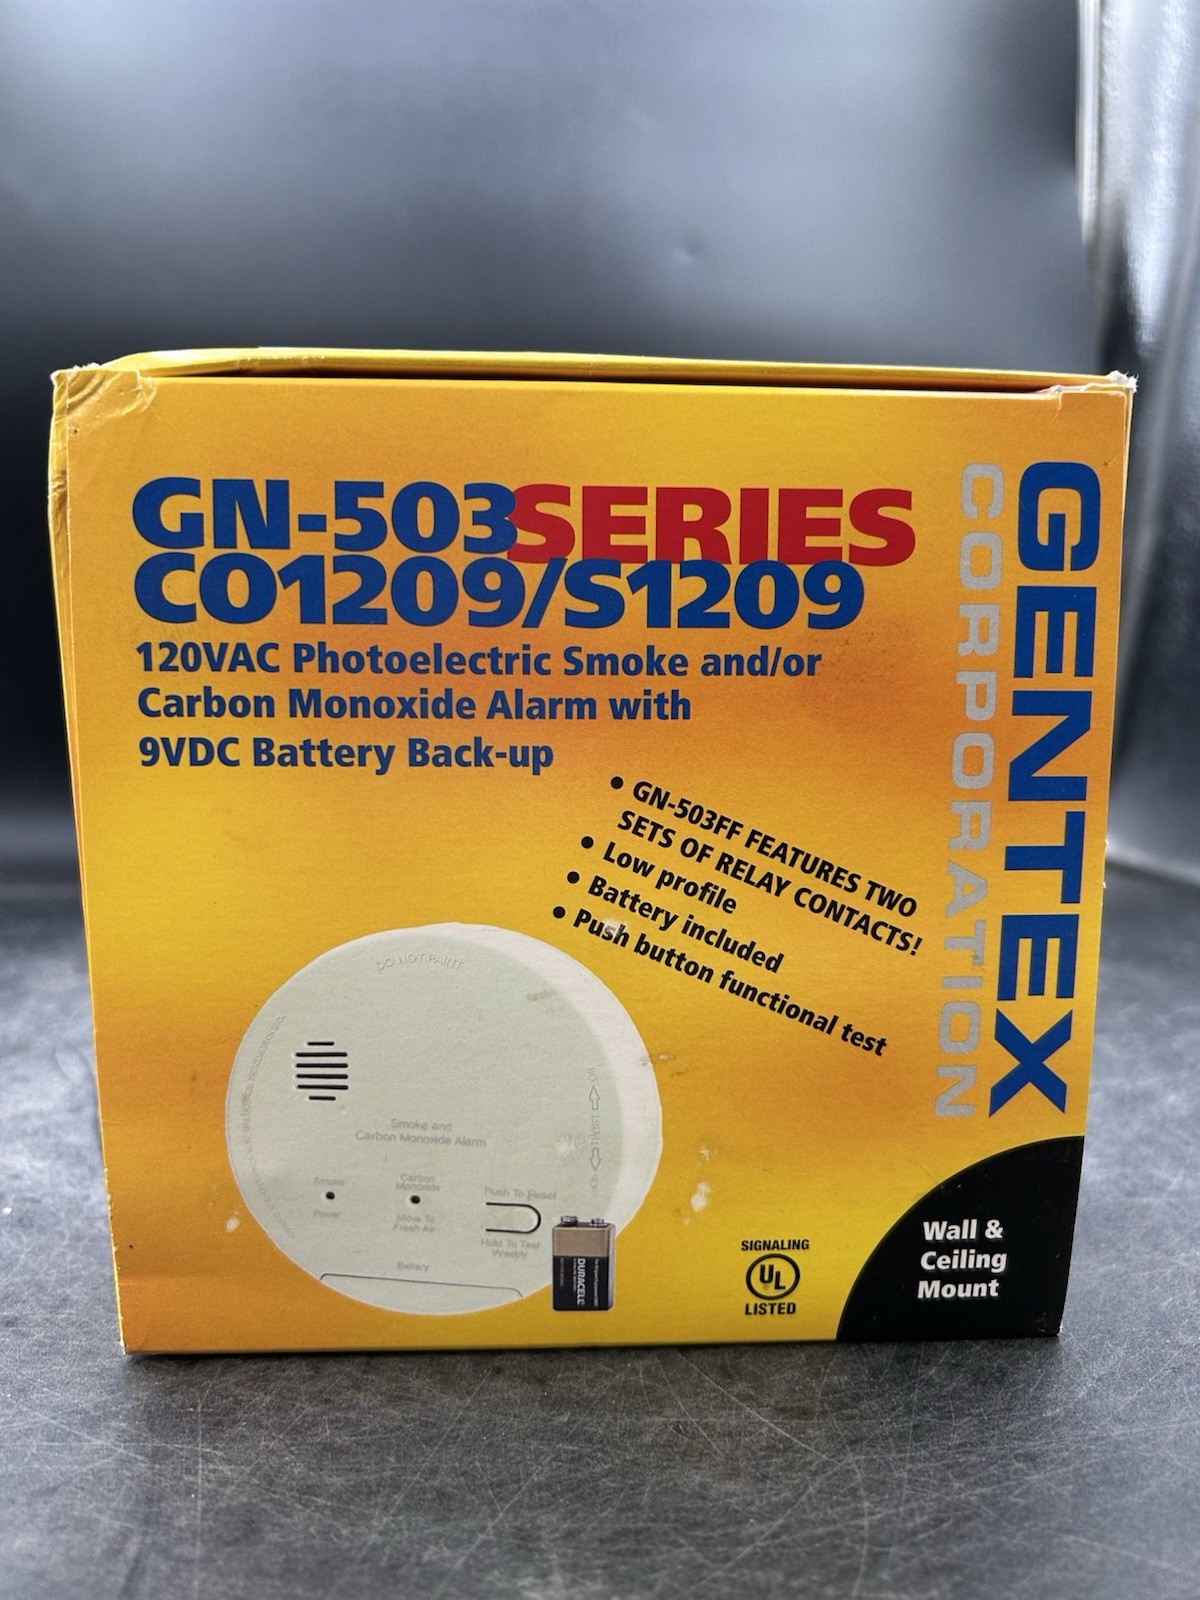 GN-503SERIES
CO1209/S1209
120VAC Photoelectric Smoke and/or
Carbon Monoxide Alarm with
9VDC Battery Back-up
• GN-503FF FEATURES TWO
SETS OF RELAY CONTACTS!
• Low profile
• Battery included
• Push button functional test
GENTEX
CORPORATION
DO NOT PAINT
Smoke and
Carbon Monoxide Alarm
Smoke
Power
Carbon
Monoxide
Move To
Fresh Air
Push To Reset
Hold To Test
Weekly
Battery
TWIST
DURACELL
SIGNALING
UL
LISTED
Wall &
Ceiling
Mount